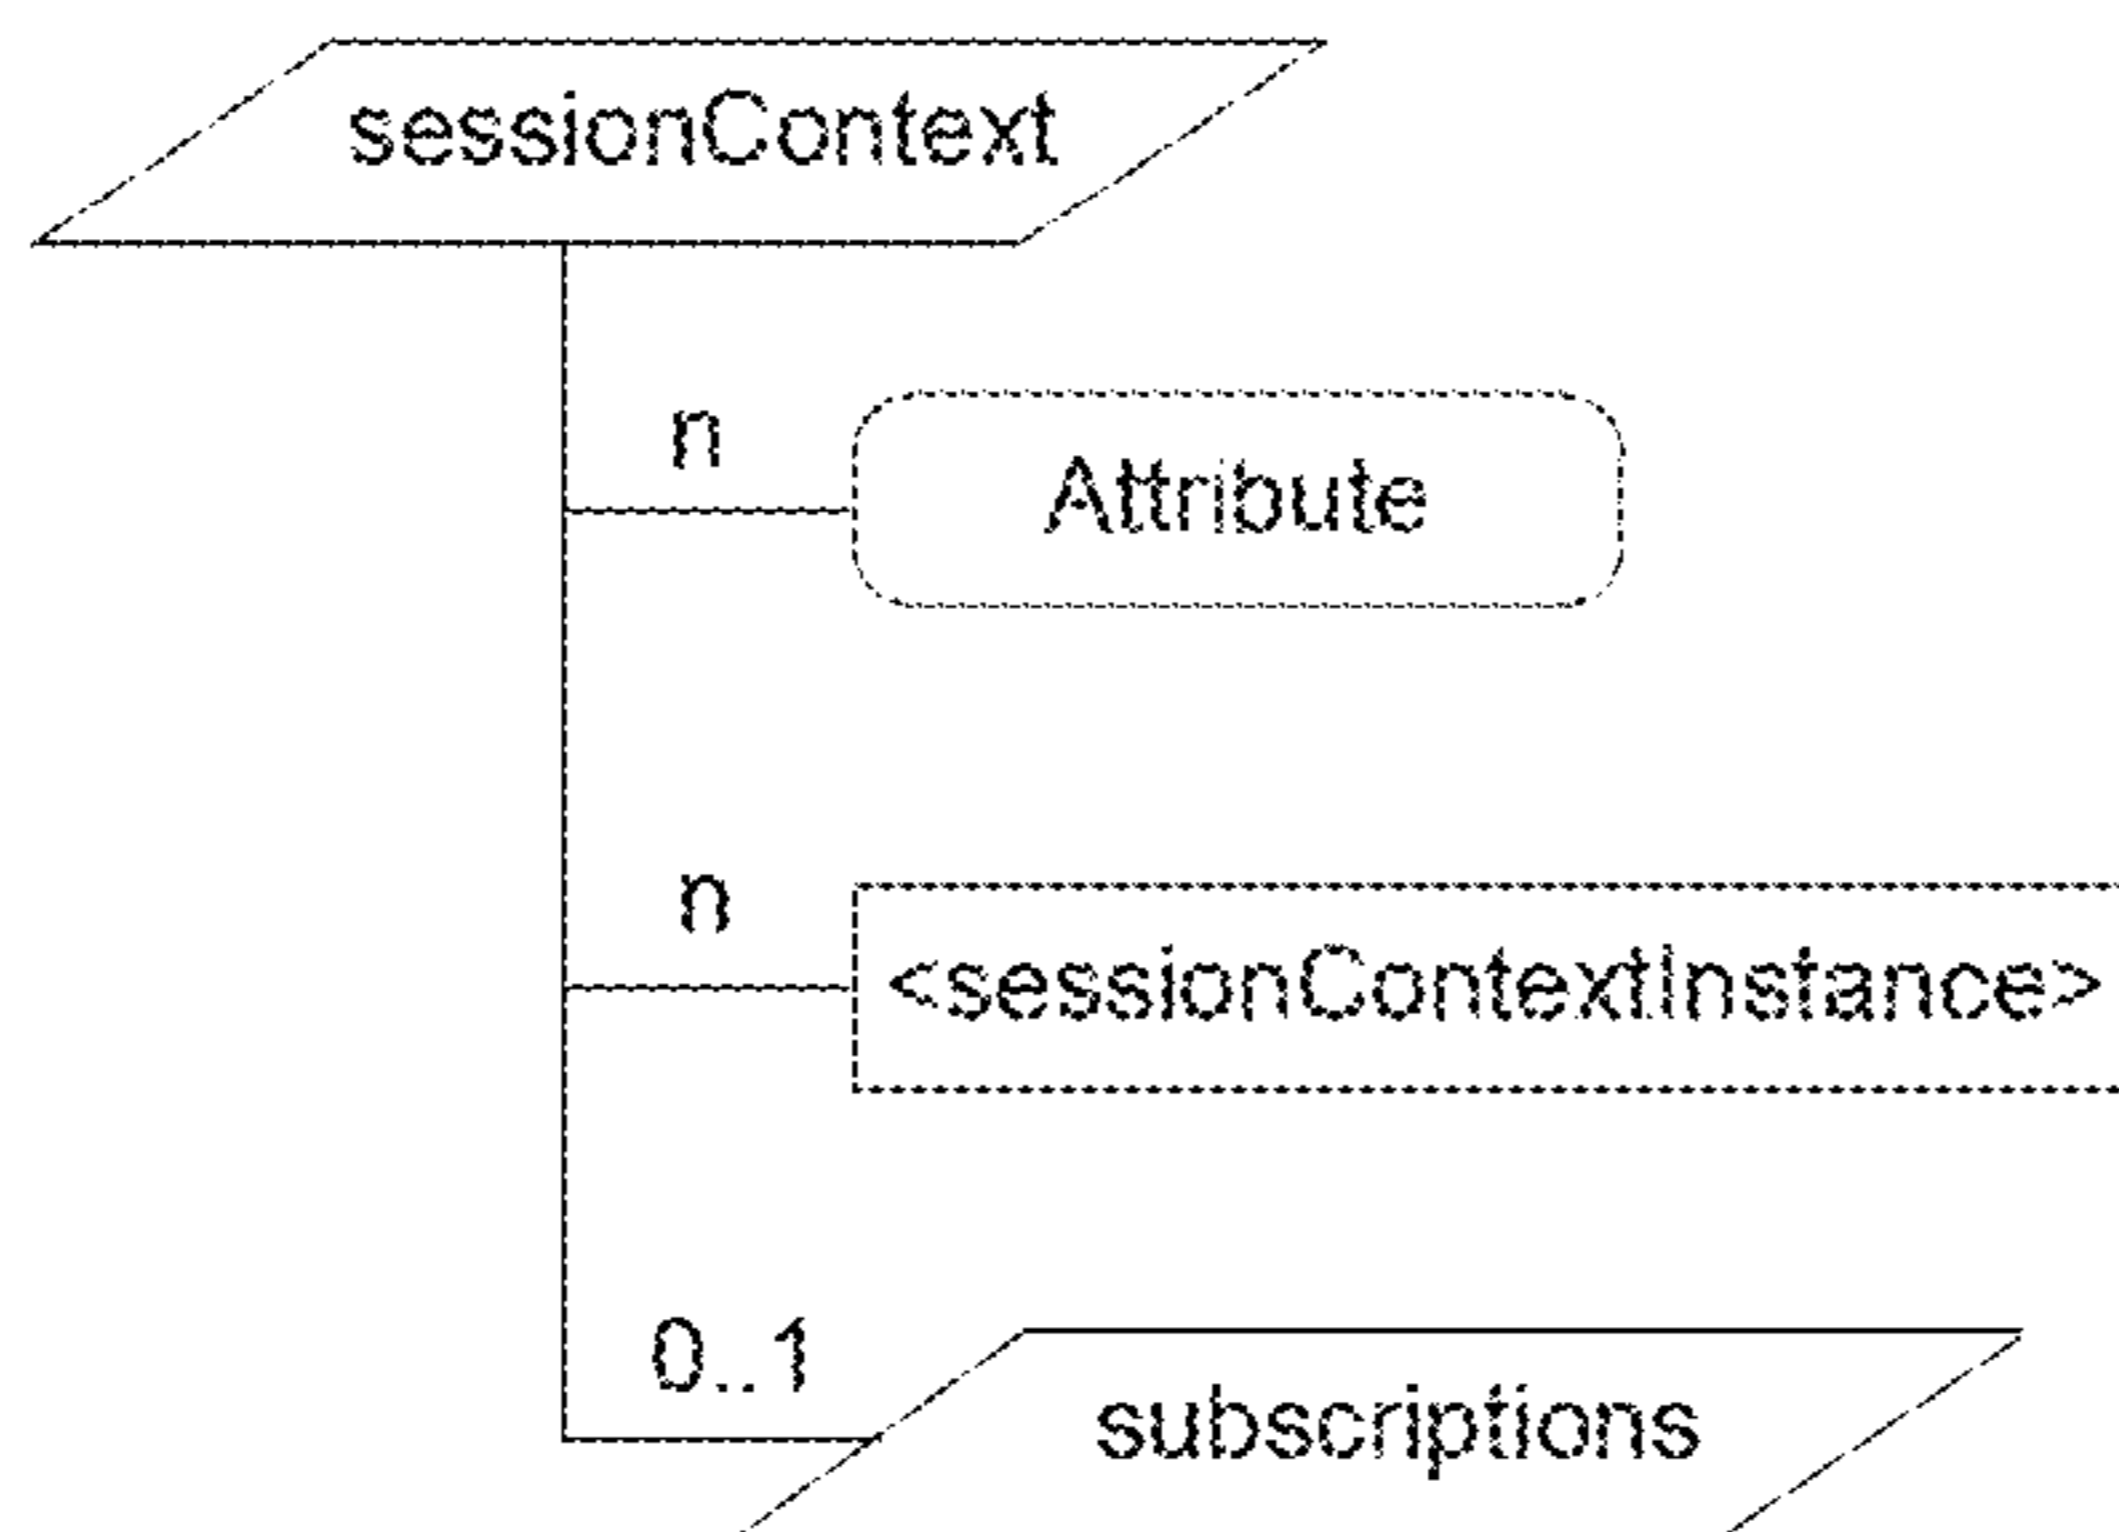 sessionContext
n
Attribute
n
<sessionContextInstance>
0..1
subscriptions